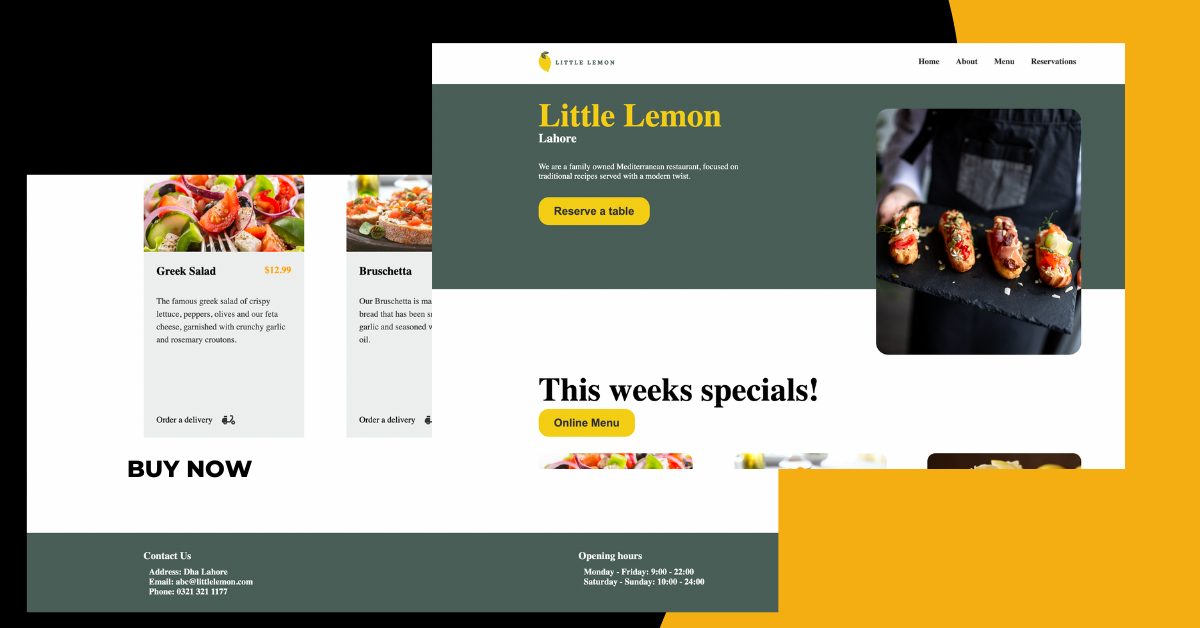 LITTLE LEMON
Home About Menu Reservations
Little Lemon
Lahore
We are a family owned Mediterranean restaurant, focused on
traditional recipes served with a modern twist.
Reserve a table
This weeks specials!
Online Menu
Greek Salad $12.99
The famous greek salad of crispy
lettuce, peppers, olives and our feta
cheese, garnished with crunchy garlic
and rosemary croutons.
Order a delivery
Bruschetta
Our Bruschetta is
bread that has been
garlic and seasoned
oil.
Order a delivery
BUY NOW
Contact Us
Address: Dha Lahore
Email: abc@littlelemon.com
Phone: 0321 321 1177
Opening hours
Monday - Friday: 9:00 - 22:00
Saturday - Sunday: 10:00 - 24:00